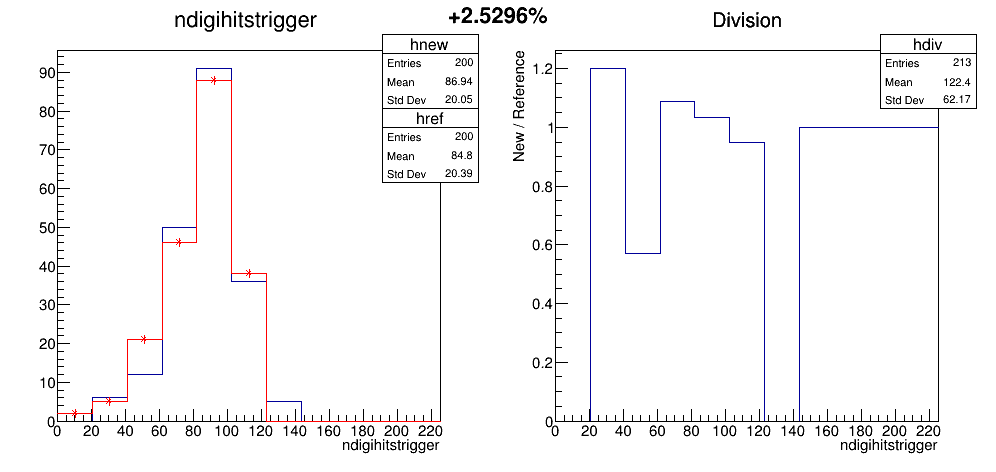 ndigihitstrigger
+2.5296%
Division
hnew
Entries 200
Mean 86.94
Std Dev 20.05
href
Entries 200
Mean 84.8
Std Dev 20.39
90
80
70
60
50
40
30
20
10
0
0 20 40 60 80 100 120 140 160 180 200 220
ndigihitstrigger
hdiv
Entries 213
Mean 122.4
Std Dev 62.17
New / Reference
1.2
1
0.8
0.6
0.4
0.2
0
0 20 40 60 80 100 120 140 160 180 200 220
ndigihitstrigger